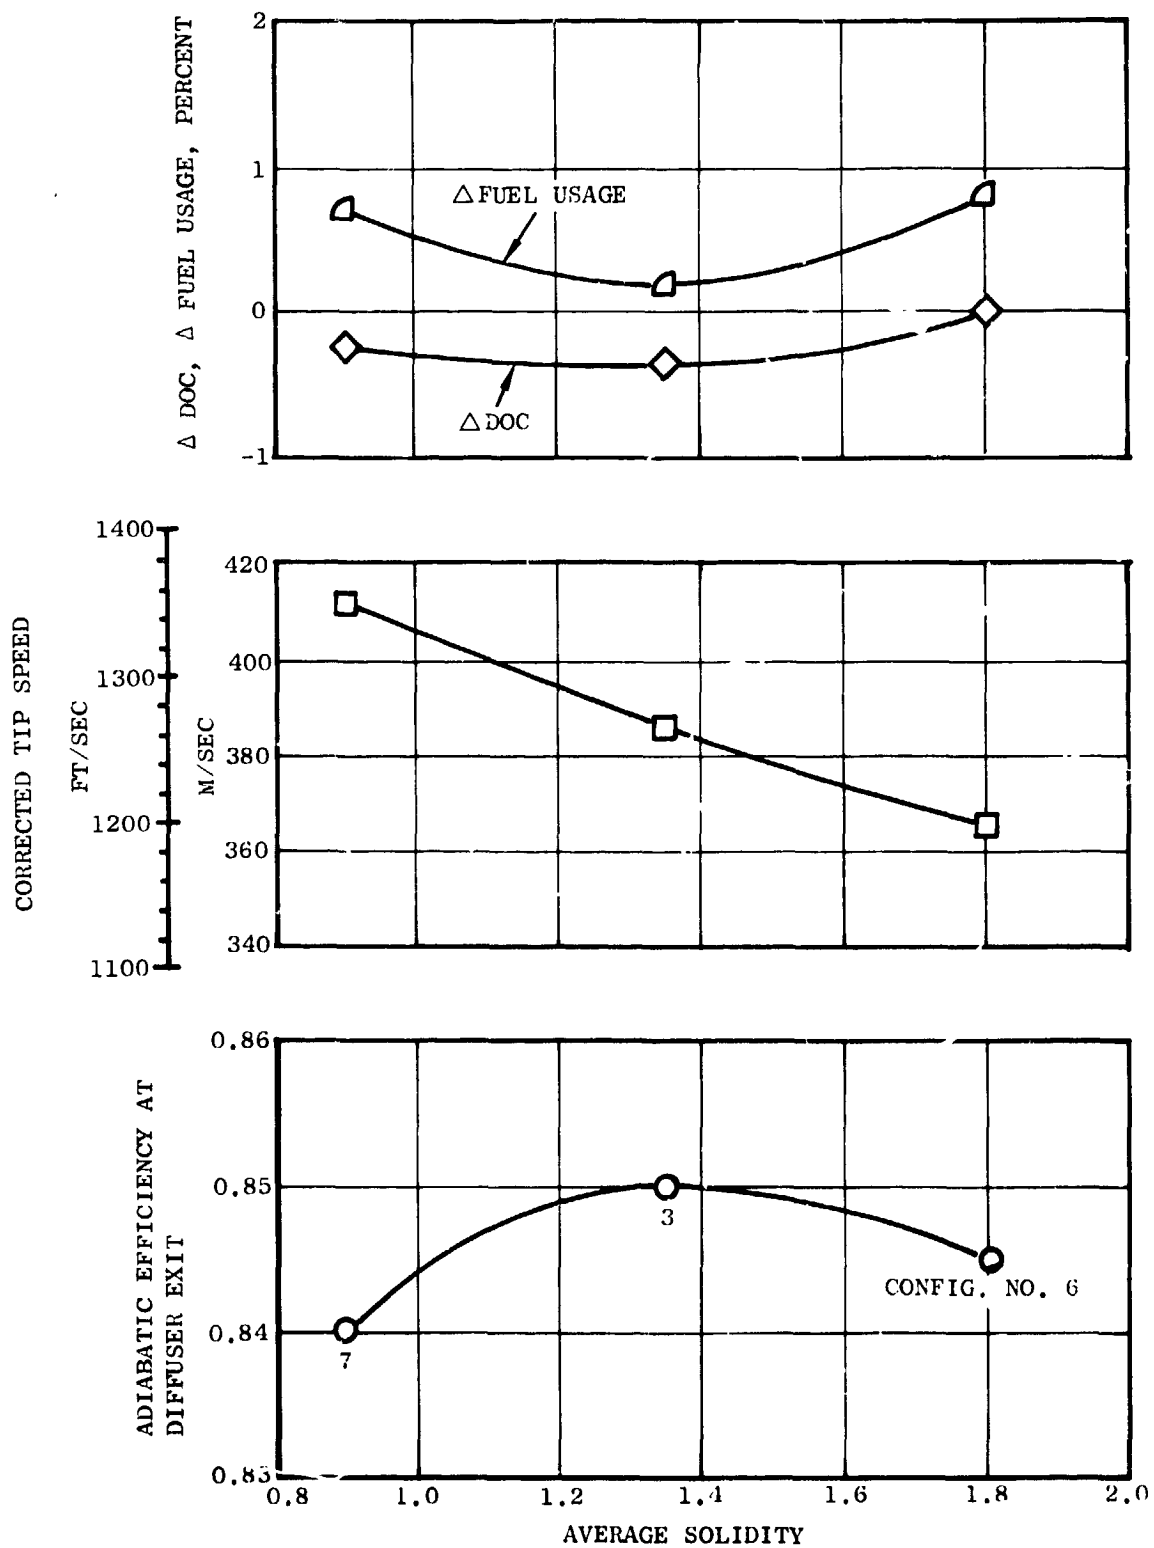 Δ DOC, Δ FUEL USAGE, PERCENT
2
1
0
-1
Δ FUEL USAGE
Δ DOC
CORRECTED TIP SPEED
FT/SEC
1400
1300
1200
1100
M/SEC
420
400
380
360
340
ADIABATIC EFFICIENCY AT
DIFFUSER EXIT
0.86
0.85
0.84
0.83
7
3
CONFIG. NO. 6
0.8 1.0 1.2 1.4 1.6 1.8 2.0
AVERAGE SOLIDITY